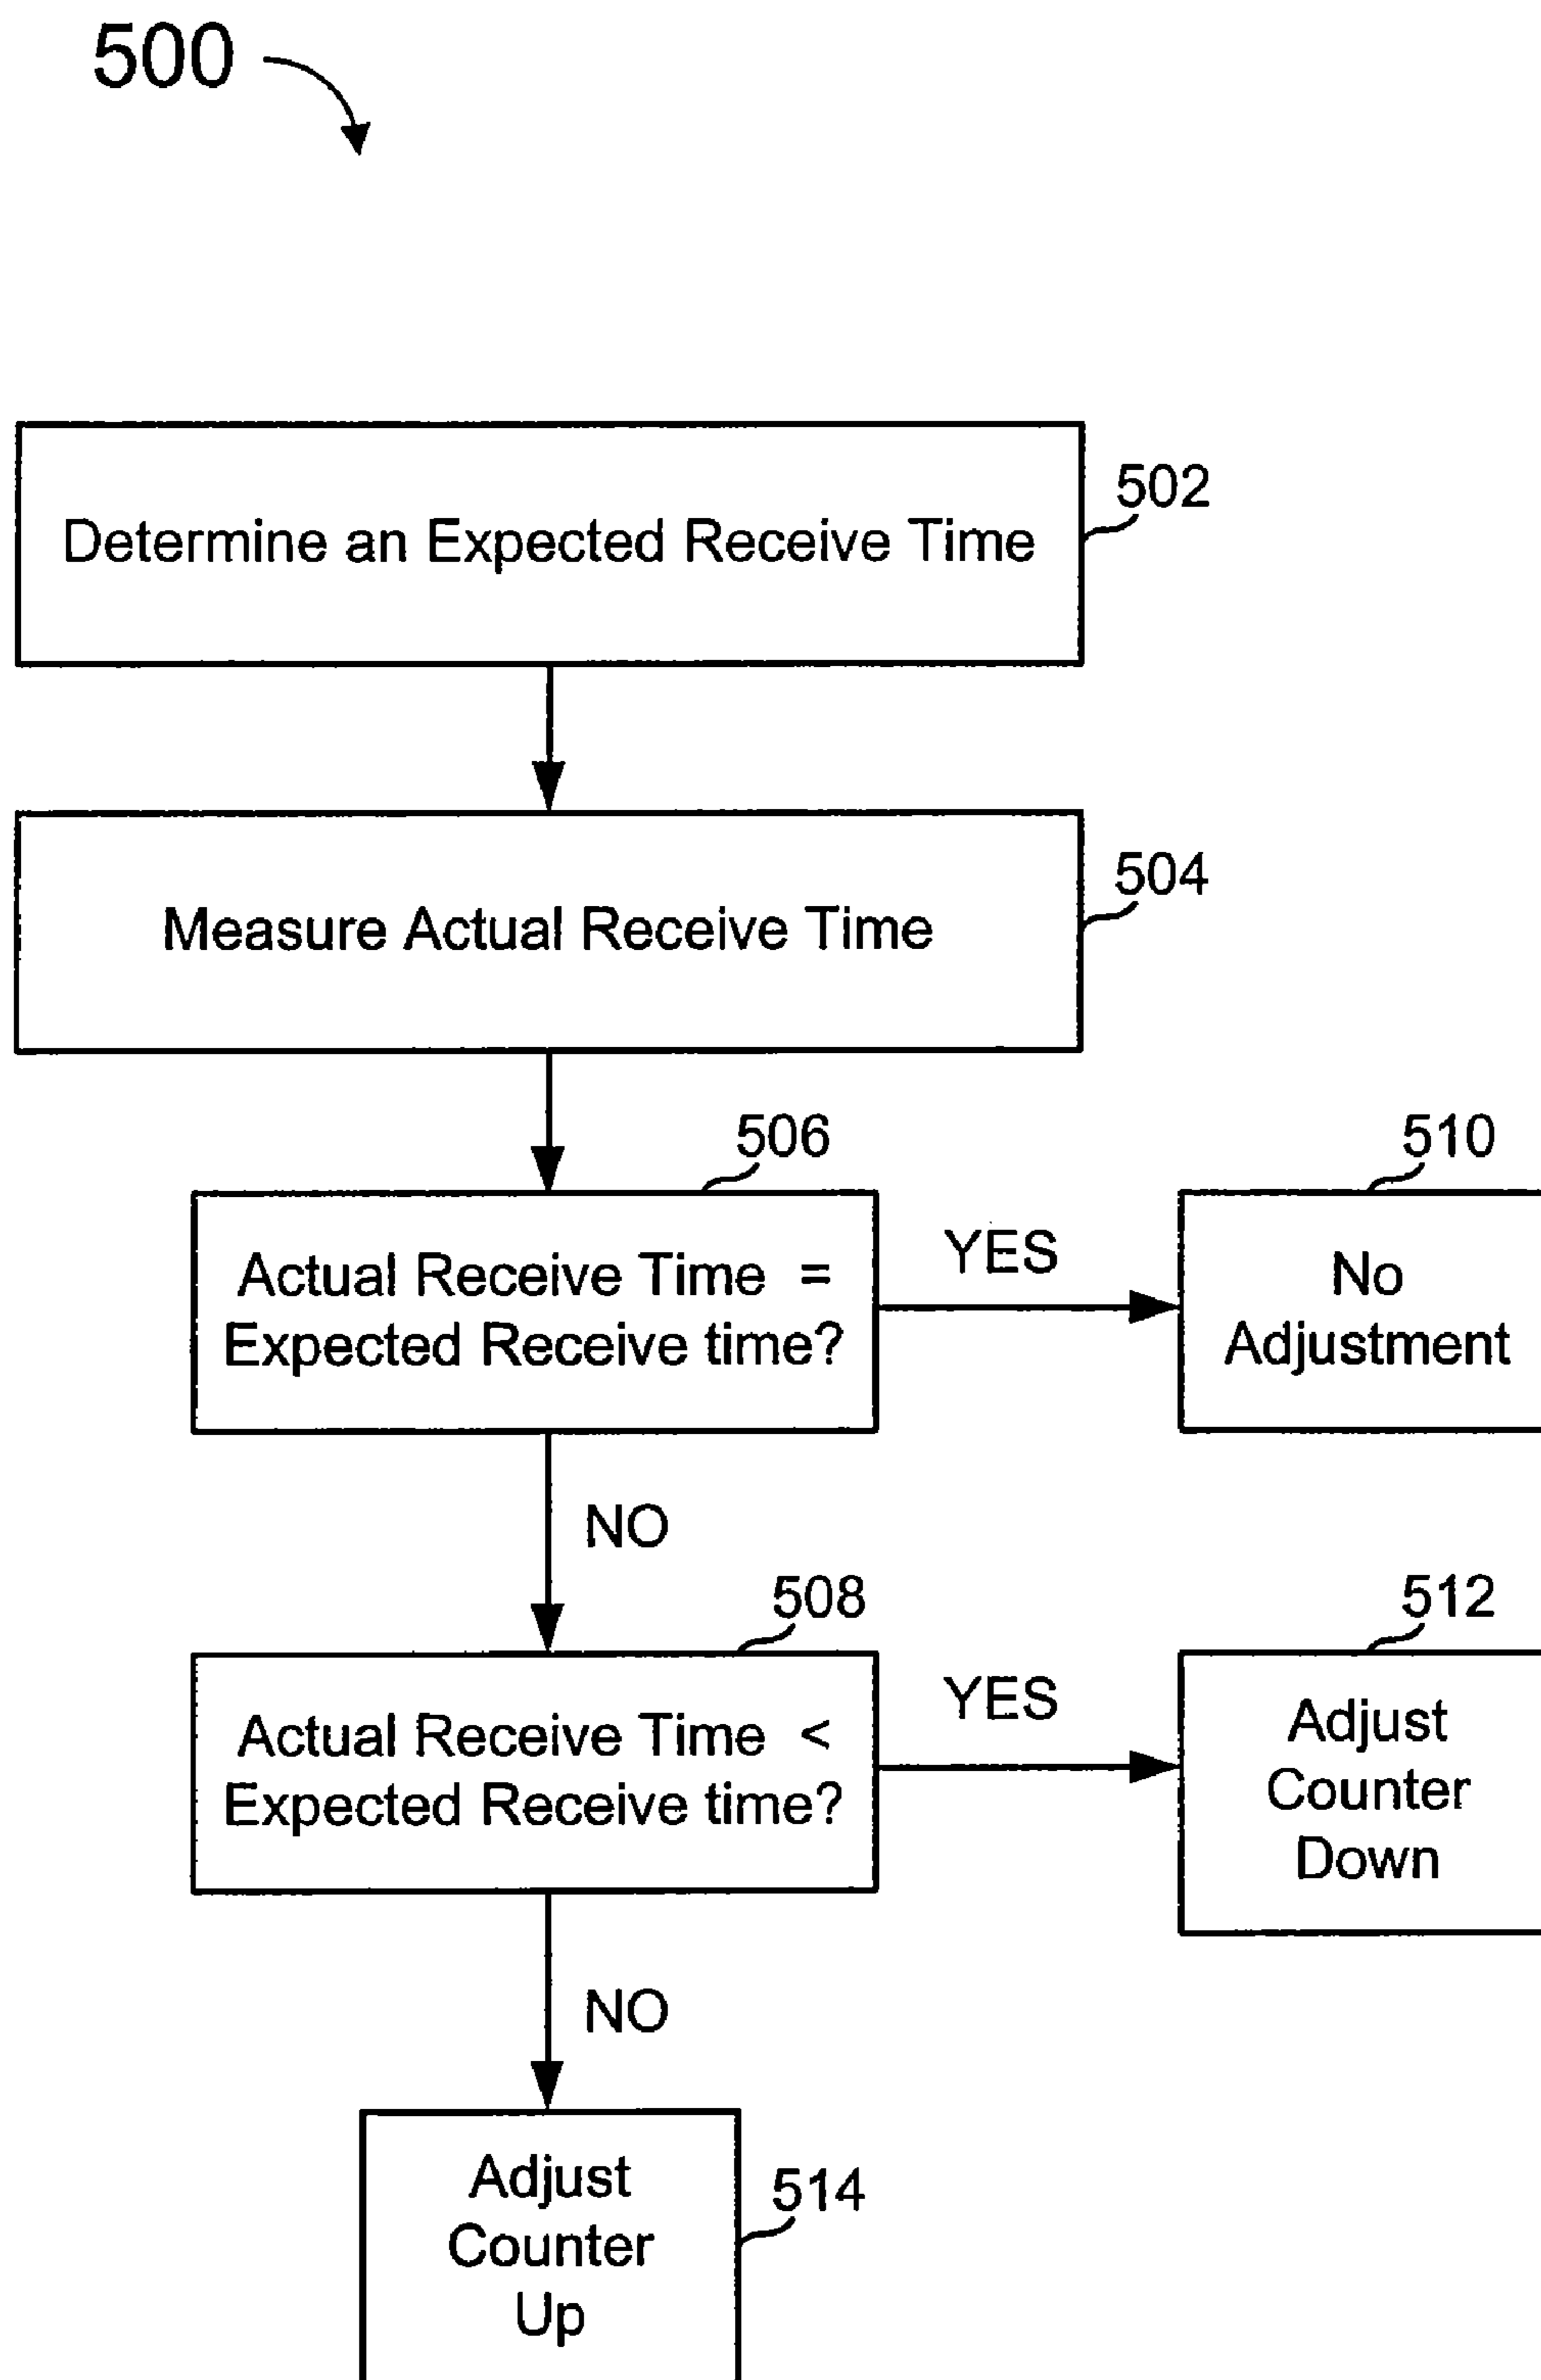 500
502
Determine an Expected Receive Time
504
Measure Actual Receive Time
506
Actual Receive Time =
Expected Receive time?
YES
510
No
Adjustment
NO
508
Actual Receive Time <
Expected Receive time?
YES
512
Adjust
Counter
Down
NO
Adjust
Counter
Up
514